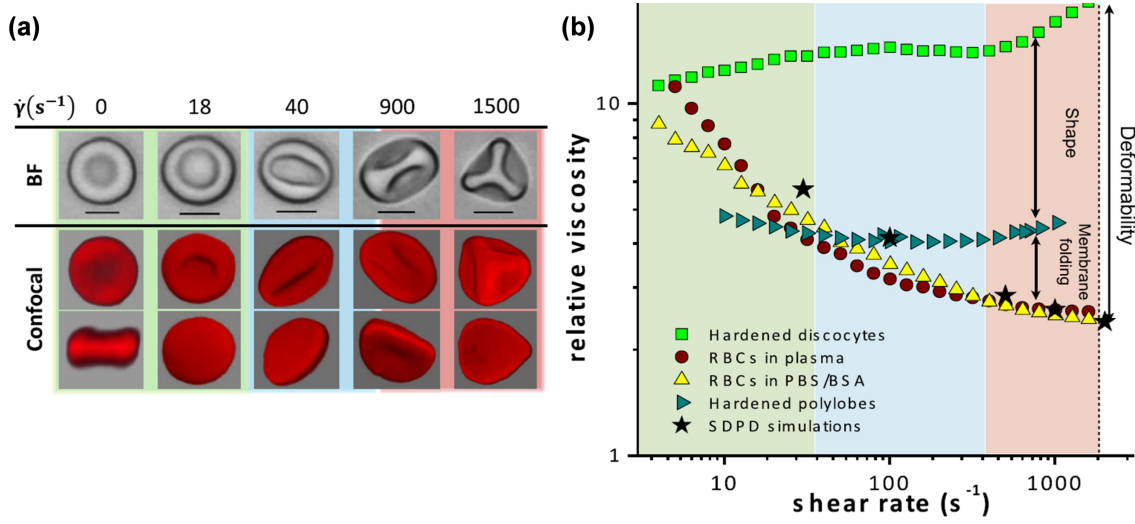 (a)
γ̇(s⁻¹) 0 18 40 900 1500
BF
Confocal
(b)
relative viscosity
10
1
Shape
Membrane
folding
Deformability
Hardened discocytes
RBCs in plasma
RBCs in PBS/BSA
Hardened polylobes
SDPD simulations
10 100 1000
shear rate (s⁻¹)